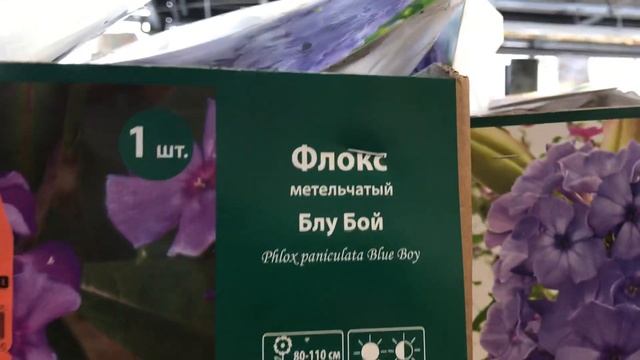 1 шт.
Флокс
метельчатый
Блу Бой
Phlox paniculata Blue Boy
80-110 см